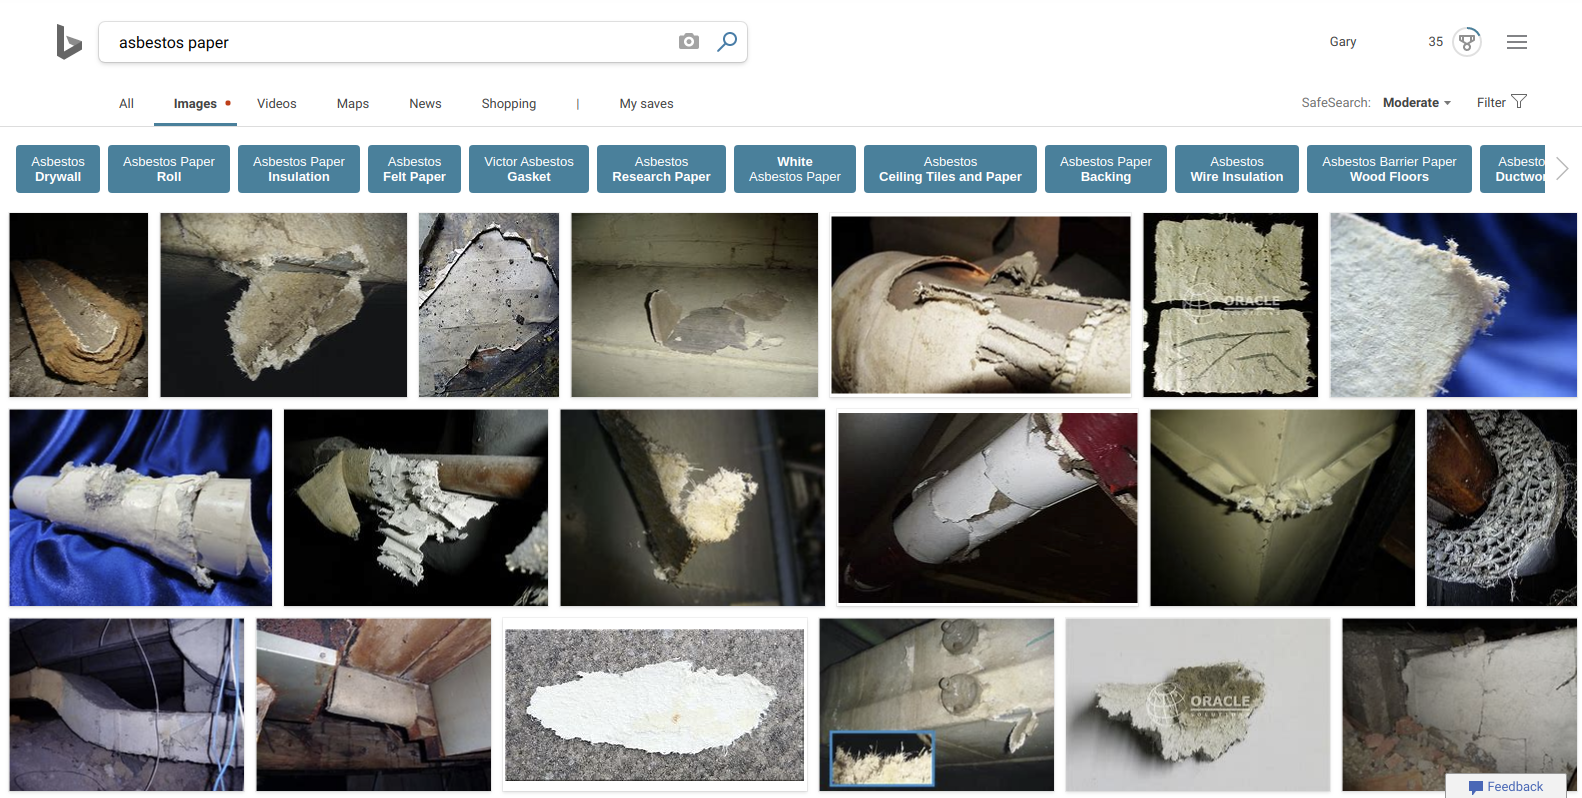 asbestos paper
Gary
35
All
Images
Videos
Maps
News
Shopping
|
My saves
SafeSearch:
Moderate
Filter
Asbestos
Drywall
Asbestos Paper
Roll
Asbestos Paper
Insulation
Asbestos
Felt Paper
Victor Asbestos
Gasket
Asbestos
Research Paper
White
Asbestos Paper
Asbestos
Ceiling Tiles and Paper
Asbestos Paper
Backing
Asbestos
Wire Insulation
Asbestos Barrier Paper
Wood Floors
Asbesto
Ductwo
ORACLE
ORACLE
Feedback